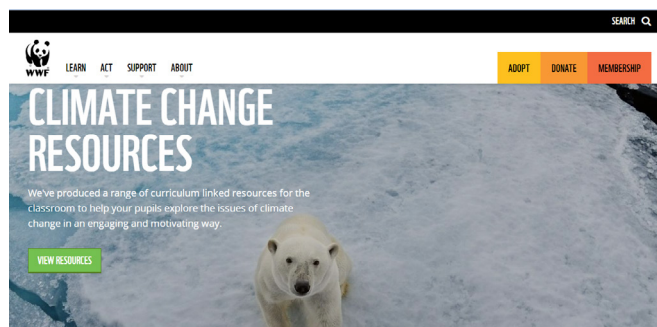 SEARCH
WWF LEARN ACT SUPPORT ABOUT ADOPT DONATE MEMBERSHIP
CLIMATE CHANGE
RESOURCES
We've produced a range of curriculum linked resources for the
classroom to help your pupils explore the issues of climate
change in an engaging and motivating way.
VIEW RESOURCES